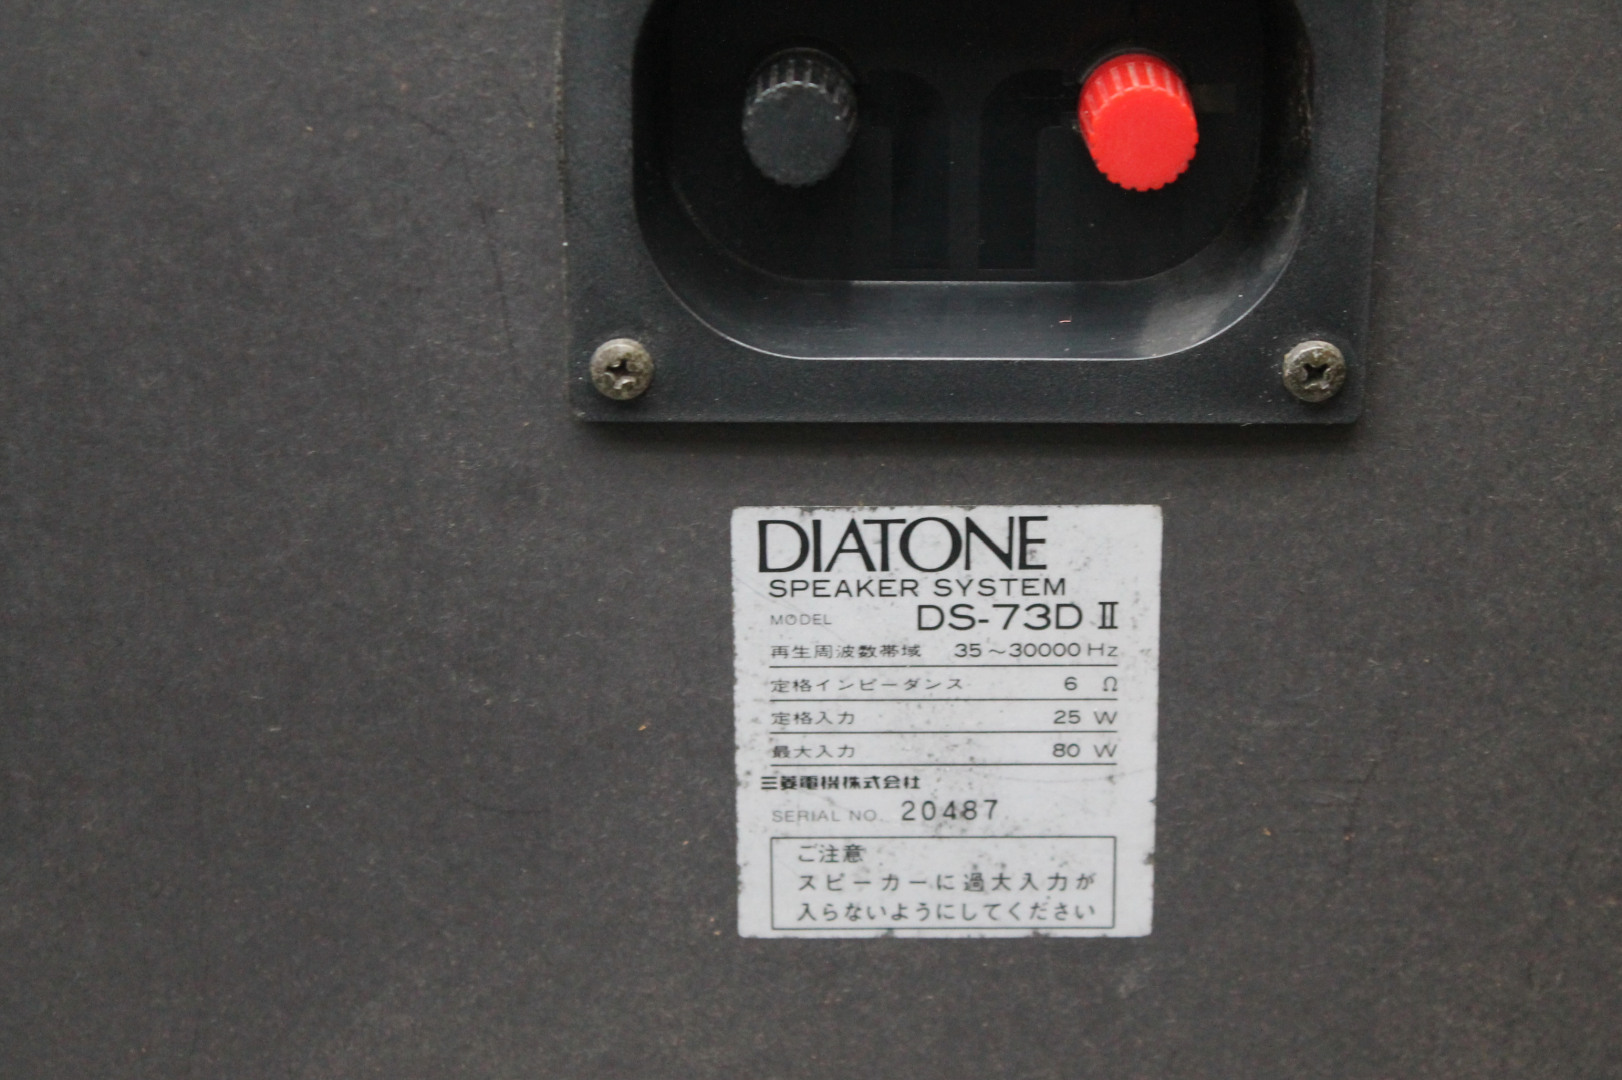 DIATONE
SPEAKER SYSTEM
MODEL DS-73D II
再生周波数帯域 35～30000 Hz
定格インピーダンス 6 Ω
定格入力 25 W
最大入力 80 W
三菱電機株式会社
SERIAL NO. 20487
ご注意
スピーカーに過大入力が
入らないようにしてください